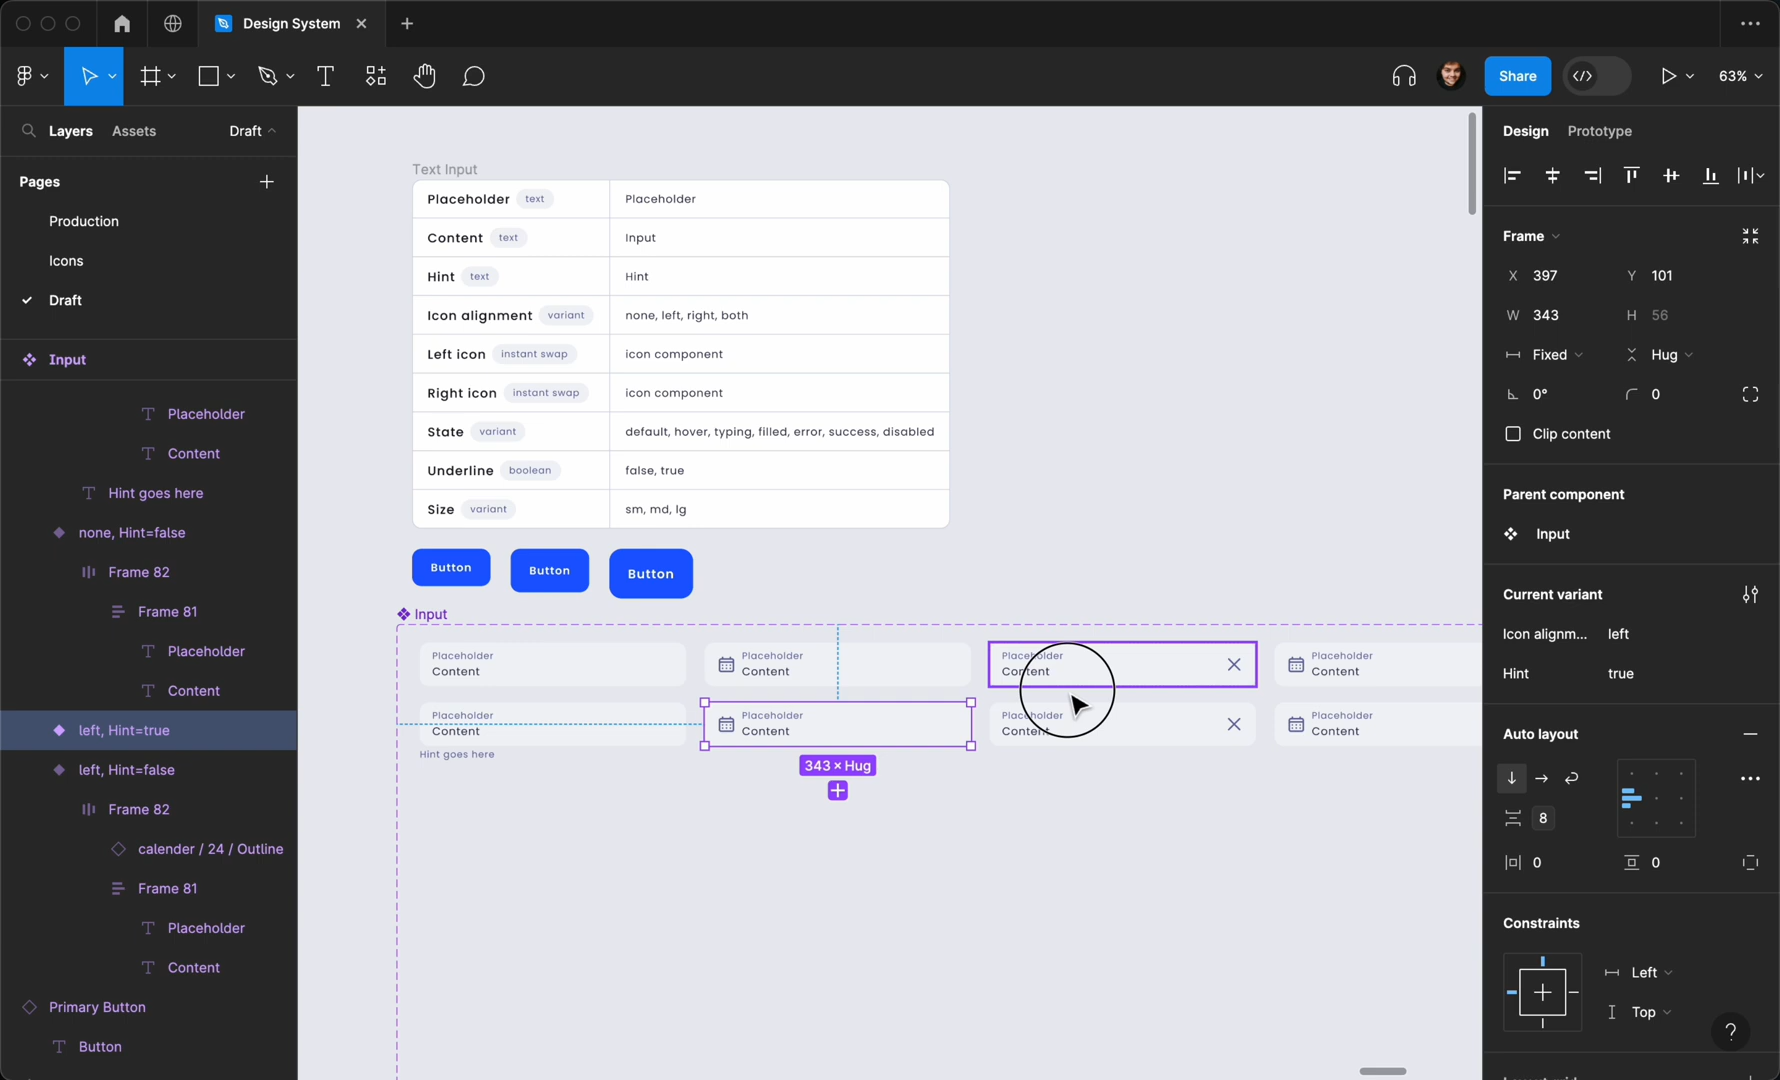 Design System
Share
63%
Layers
Assets
Draft
Pages
Production
Icons
Draft
Input
Placeholder
Content
Hint goes here
none, Hint=false
Frame 82
Frame 81
Placeholder
Content
left, Hint=true
left, Hint=false
Frame 82
calender / 24 / Outline
Frame 81
Placeholder
Content
Primary Button
Button
Text Input
Placeholder text Placeholder
Content text Input
Hint text Hint
Icon alignment variant none, left, right, both
Left icon instant swap icon component
Right icon instant swap icon component
State variant default, hover, typing, filled, error, success, disabled
Underline boolean false, true
Size variant sm, md, lg
Button Button Button
Input
Placeholder Placeholder Placeholder Placeholder
Content Content Content Content
Placeholder Placeholder Placeholder Placeholder
Content Content Content Content
Hint goes here
343 × Hug
Design Prototype
Frame
X 397 Y 101
W 343 H 56
Fixed Hug
0° 0
Clip content
Parent component
Input
Current variant
Icon alignm... left
Hint true
Auto layout
8
0 0
Constraints
Left
Top
?